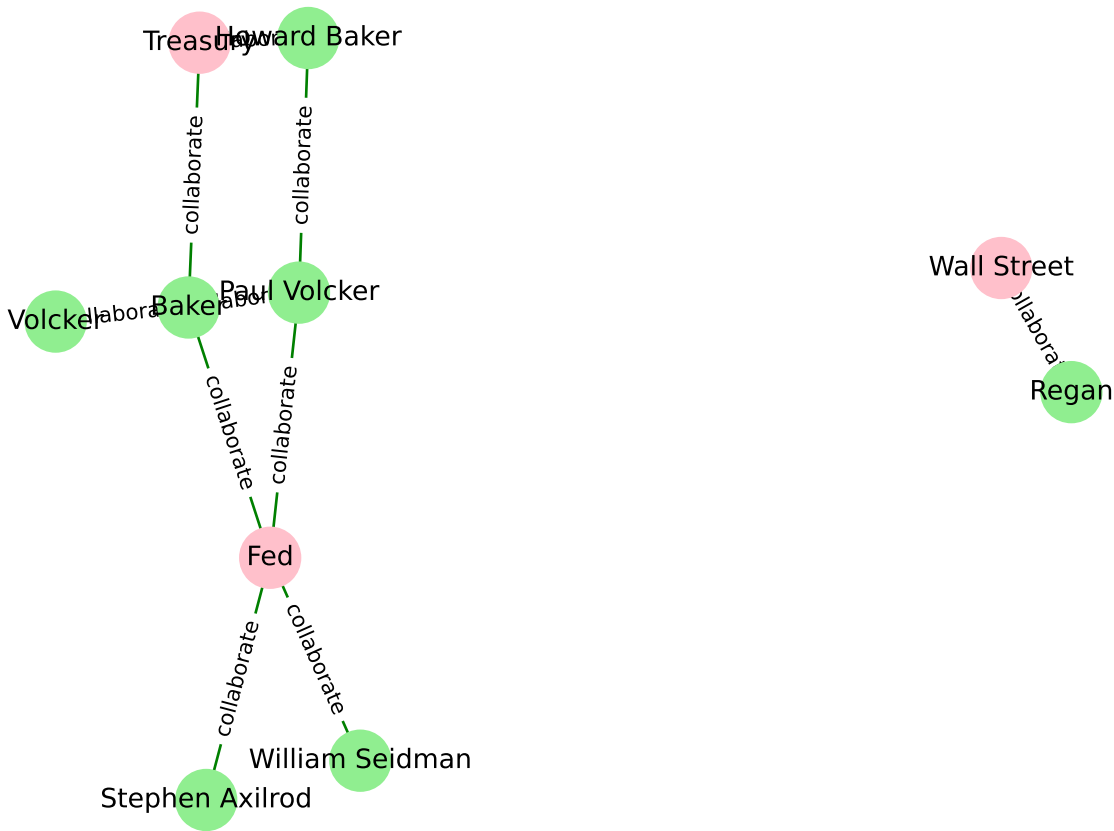 Treasury
Howard Baker
collaborate
collaborate
Wall Street
Volcker
Baker
Paul Volcker
Regan
collaborate
collaborate
Fed
collaborate
collaborate
William Seidman
Stephen Axilrod